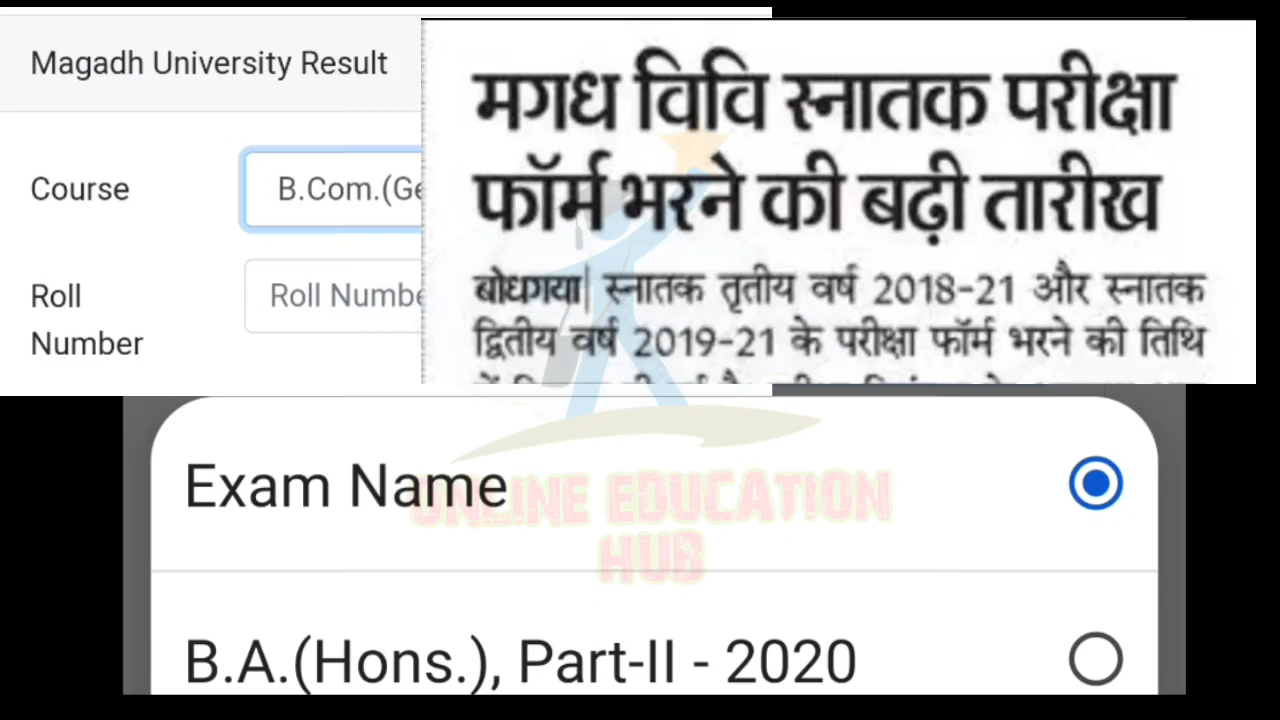 Magadh University Result
Course
B.Com.(Ge
Roll
Number
Roll Numbe
मगध विवि स्नातक परीक्षा
फॉर्म भरने की बढ़ी तारीख
बोधगया| स्नातक तृतीय वर्ष 2018-21 और स्नातक
द्वितीय वर्ष 2019-21 के परीक्षा फॉर्म भरने की तिथि
Exam Name
ONLINE EDUCATION
HUB
B.A.(Hons.), Part-II - 2020